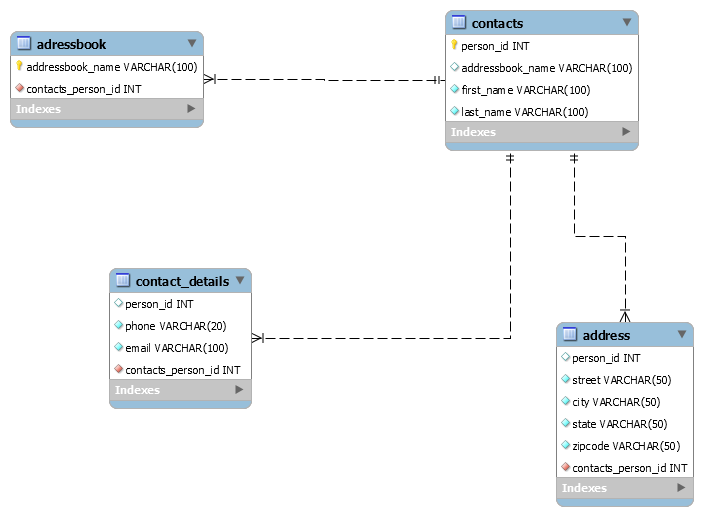 adressbook
addressbook_name VARCHAR(100)
contacts_person_id INT
Indexes
contacts
person_id INT
addressbook_name VARCHAR(100)
first_name VARCHAR(100)
last_name VARCHAR(100)
Indexes
contact_details
person_id INT
phone VARCHAR(20)
email VARCHAR(100)
contacts_person_id INT
Indexes
address
person_id INT
street VARCHAR(50)
city VARCHAR(50)
state VARCHAR(50)
zipcode VARCHAR(50)
contacts_person_id INT
Indexes